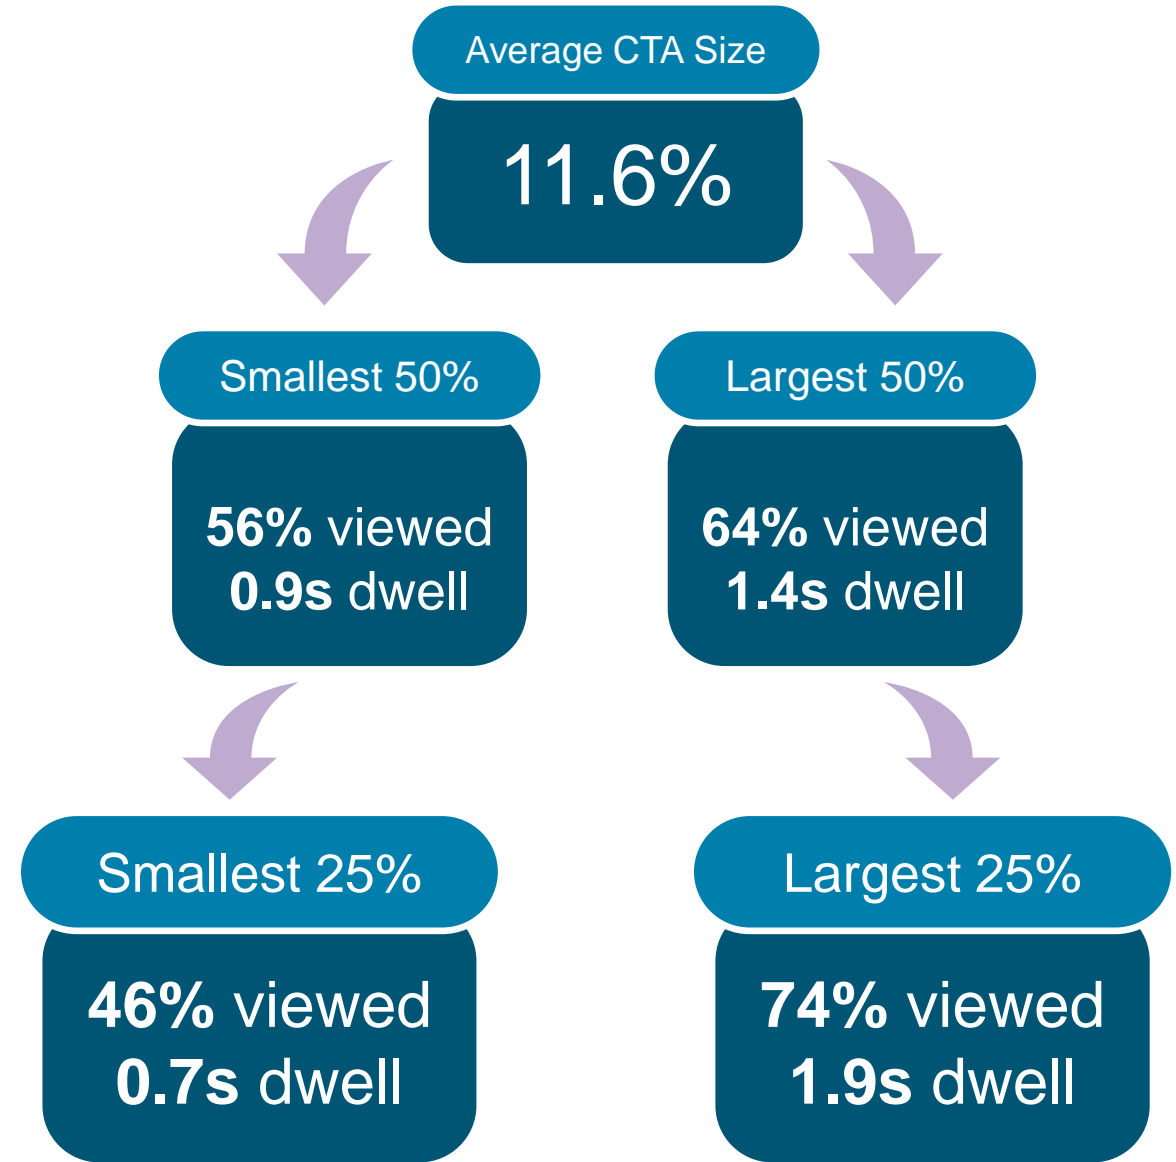 Average CTA Size
11.6%
Smallest 50%
56% viewed
0.9s dwell
Largest 50%
64% viewed
1.4s dwell
Smallest 25%
46% viewed
0.7s dwell
Largest 25%
74% viewed
1.9s dwell